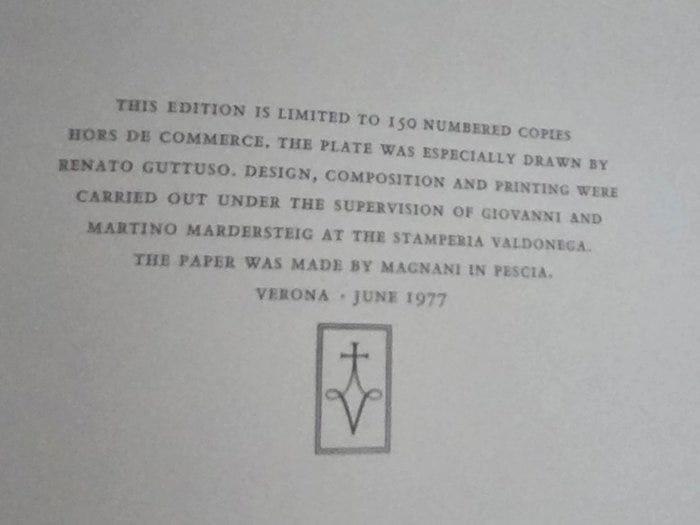 THIS EDITION IS LIMITED TO 150 NUMBERED COPIES
HORS DE COMMERCE. THE PLATE WAS ESPECIALLY DRAWN BY
RENATO GUTTUSO. DESIGN, COMPOSITION AND PRINTING WERE
CARRIED OUT UNDER THE SUPERVISION OF GIOVANNI AND
MARTINO MARDERSTEIG AT THE STAMPERIA VALDONEGA.
THE PAPER WAS MADE BY MAGNANI IN PESCIA.
VERONA · JUNE 1977